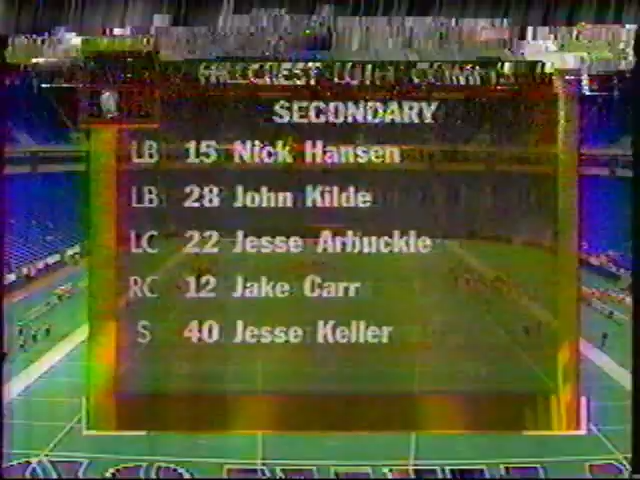 SECONDARY
LB 15 Nick Hansen
LB 28 John Kilde
LC 22 Jesse Arbuckle
RC 12 Jake Carr
S 40 Jesse Keller